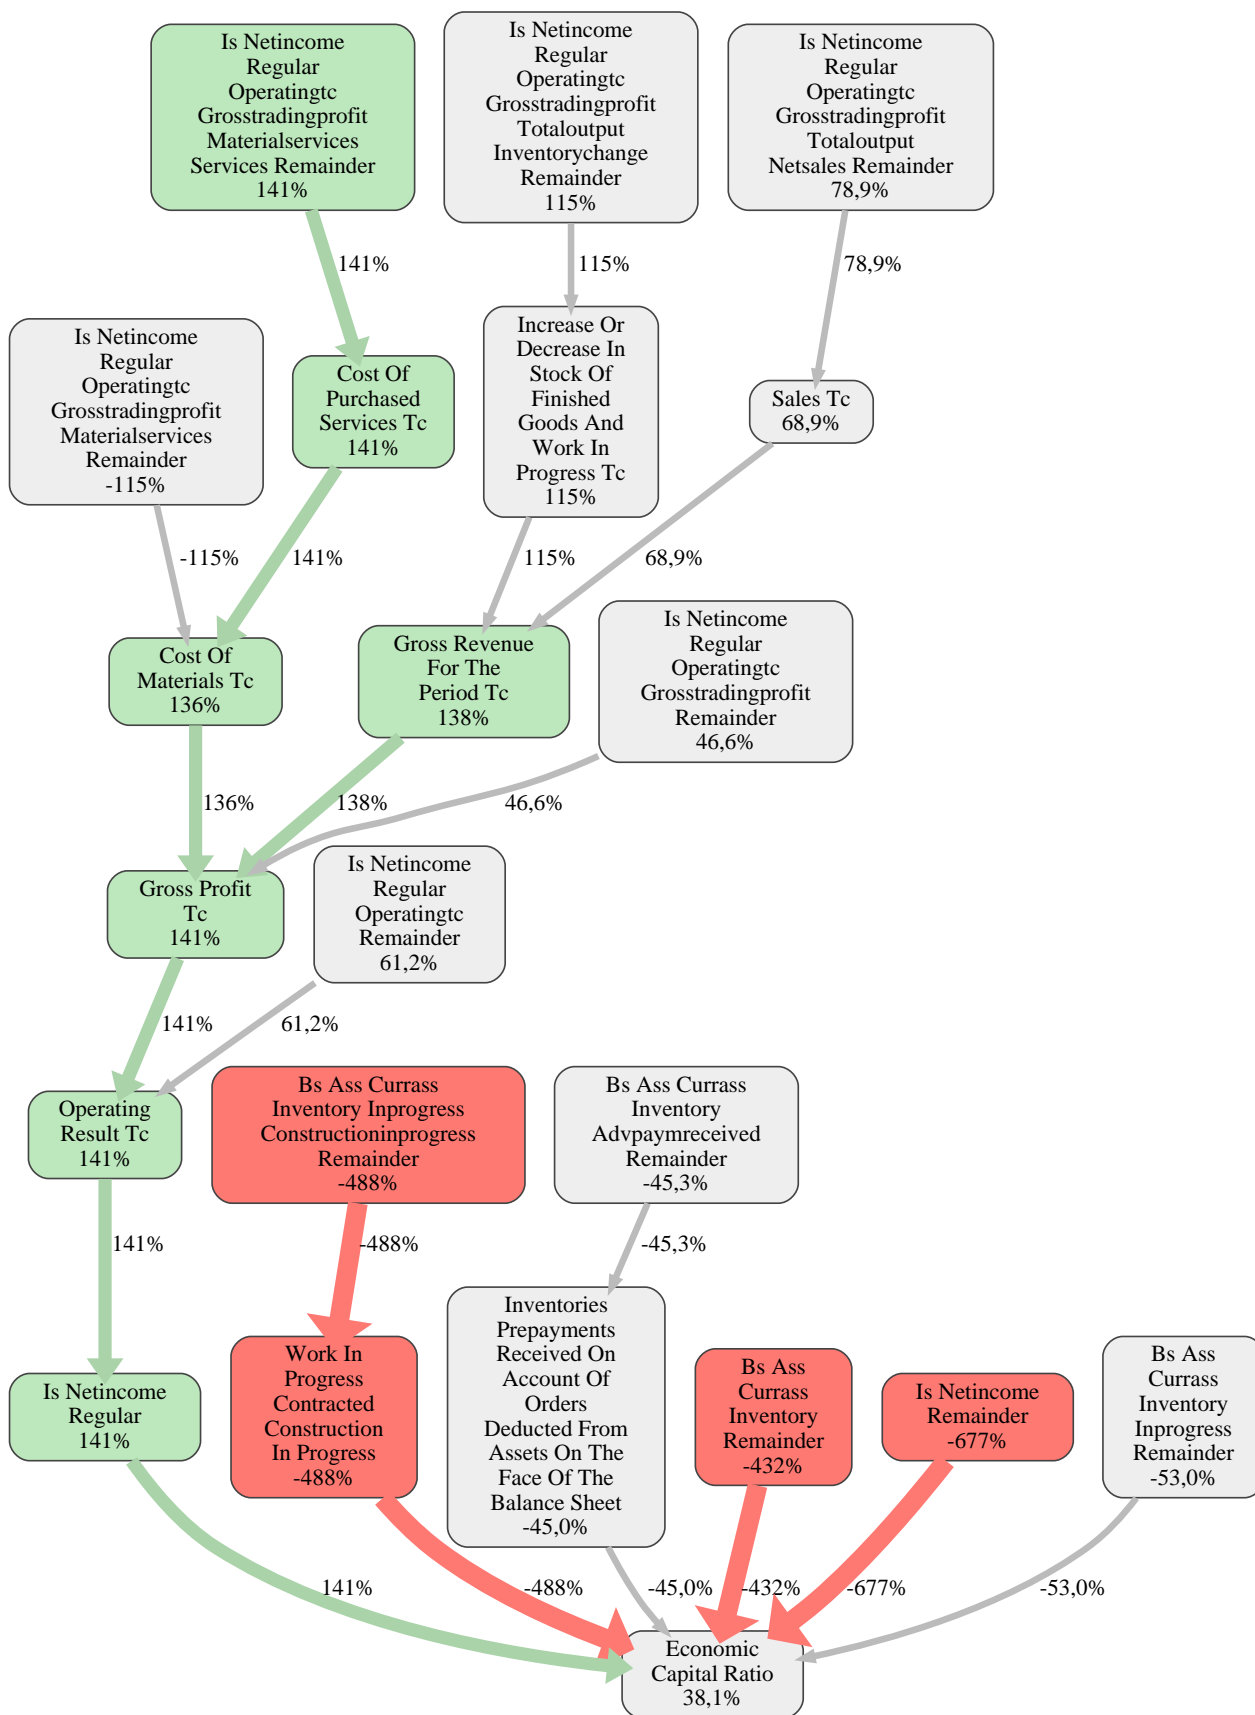 Is Netincome
Regular
Operatingtc
Grosstradingprofit
Materialservices
Services Remainder
141%
Is Netincome
Regular
Operatingtc
Grosstradingprofit
Totaloutput
Inventorychange
Remainder
115%
Is Netincome
Regular
Operatingtc
Grosstradingprofit
Totaloutput
Netsales Remainder
78,9%
141%
115%
78,9%
Is Netincome
Regular
Operatingtc
Grosstradingprofit
Materialservices
Remainder
-115%
Cost Of
Purchased
Services Tc
141%
Increase Or
Decrease In
Stock Of
Finished
Goods And
Work In
Progress Tc
115%
Sales Tc
68,9%
-115%
141%
115%
68,9%
Cost Of
Materials Tc
136%
Gross Revenue
For The
Period Tc
138%
Is Netincome
Regular
Operatingtc
Grosstradingprofit
Remainder
46,6%
136%
138%
46,6%
Gross Profit
Tc
141%
Is Netincome
Regular
Operatingtc
Remainder
61,2%
141%
61,2%
Operating
Result Tc
141%
Bs Ass Currass
Inventory Inprogress
Constructioninprogress
Remainder
-488%
Bs Ass Currass
Inventory
Advpaymreceived
Remainder
-45,3%
141%
-488%
-45,3%
Is Netincome
Regular
141%
Work In
Progress
Contracted
Construction
In Progress
-488%
Inventories
Prepayments
Received On
Account Of
Orders
Deducted From
Assets On The
Face Of The
Balance Sheet
-45,0%
Bs Ass
Currass
Inventory
Remainder
-432%
Is Netincome
Remainder
-677%
Bs Ass
Currass
Inventory
Inprogress
Remainder
-53,0%
141%
-488%
-45,0%
-432%
-677%
-53,0%
Economic
Capital Ratio
38,1%